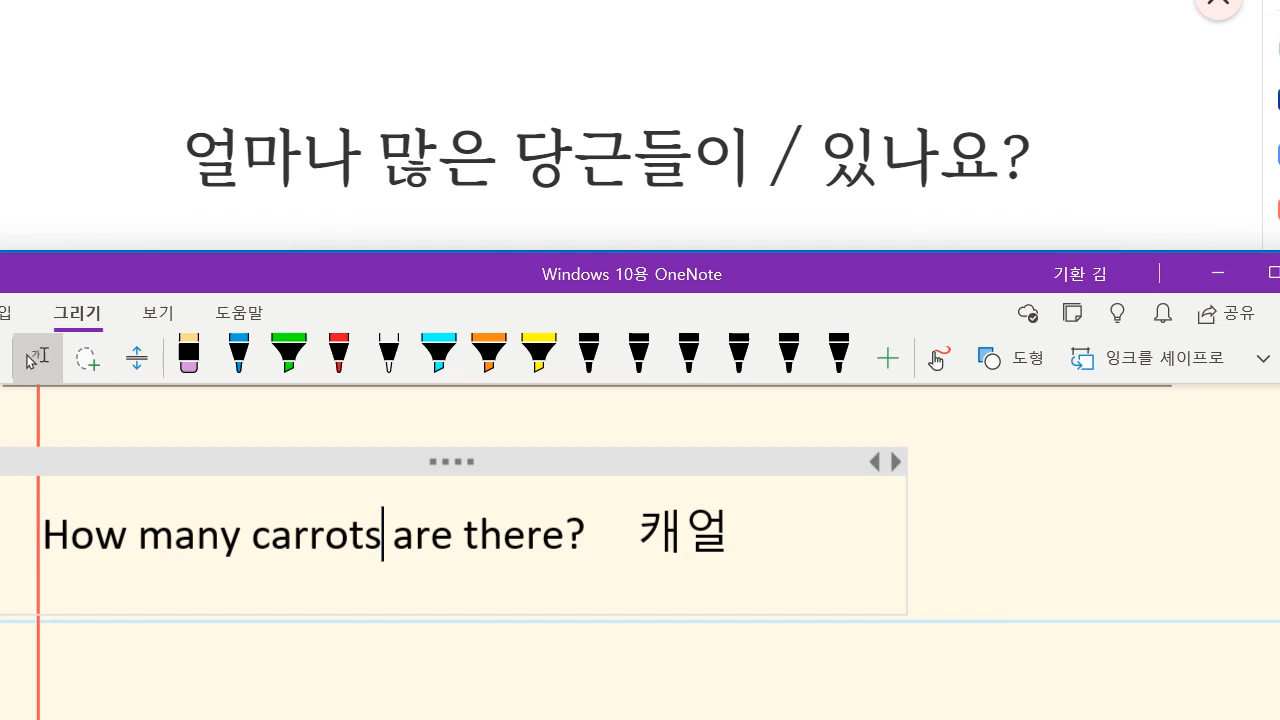 얼마나 많은 당근들이 / 있나요?
Windows 10용 OneNote
기환 김
입 그리기 보기 도움말
공유
가
도형
잉크를 셰이프로
How many carrots are there? 캐얼